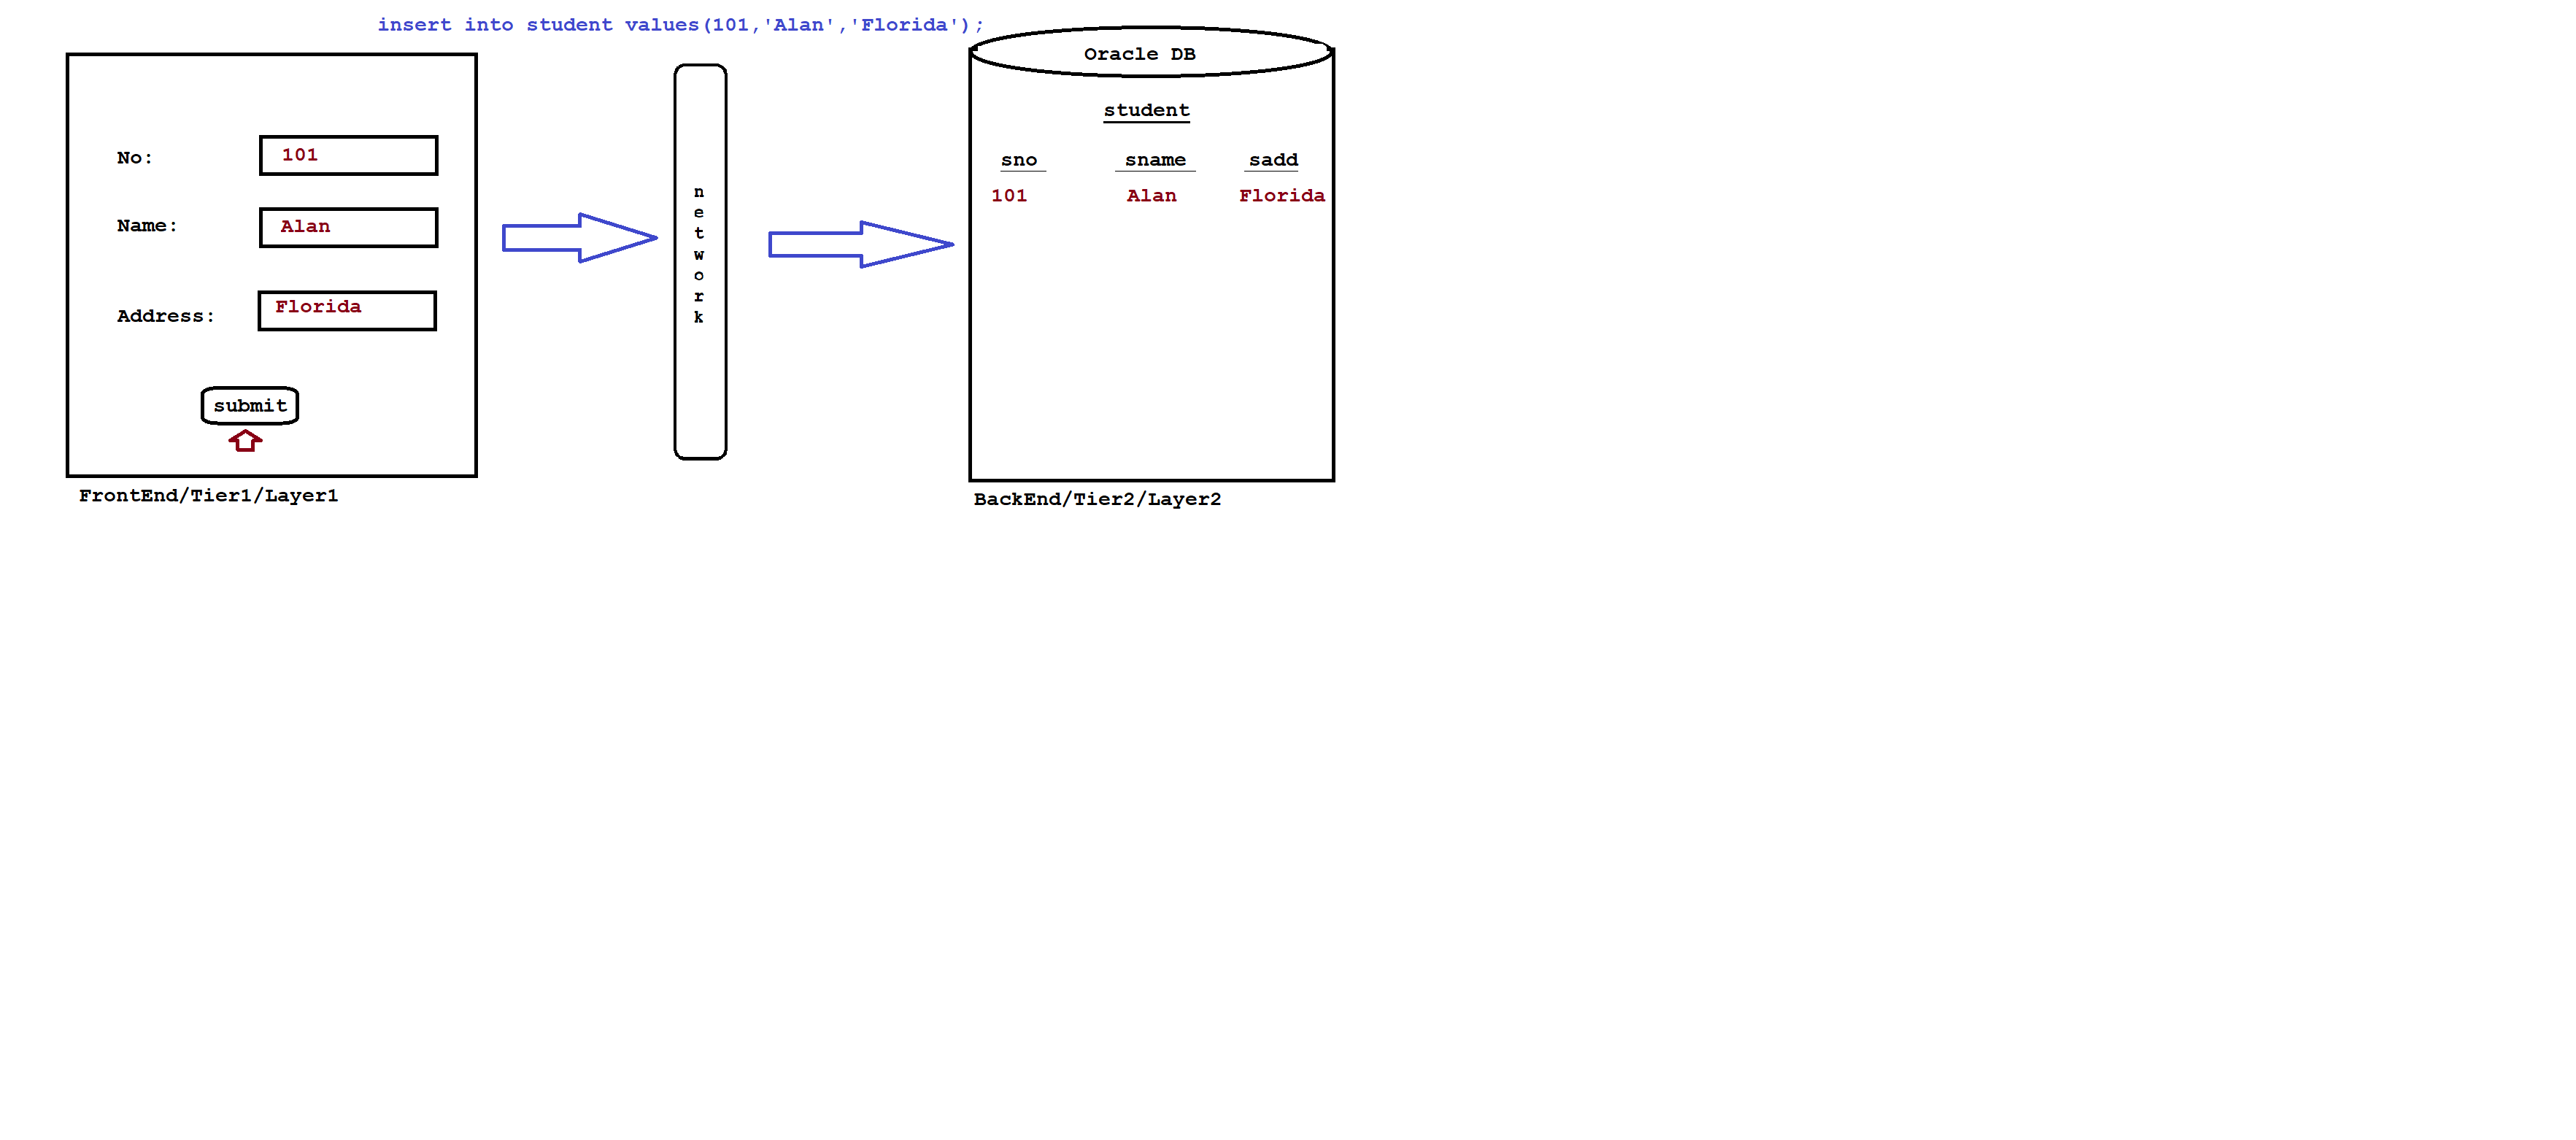 insert into student values(101,'Alan','Florida');
No: 101
Name: Alan
Address: Florida
submit
FrontEnd/Tier1/Layer1
network
Oracle DB
student
sno sname sadd
101 Alan Florida
BackEnd/Tier2/Layer2